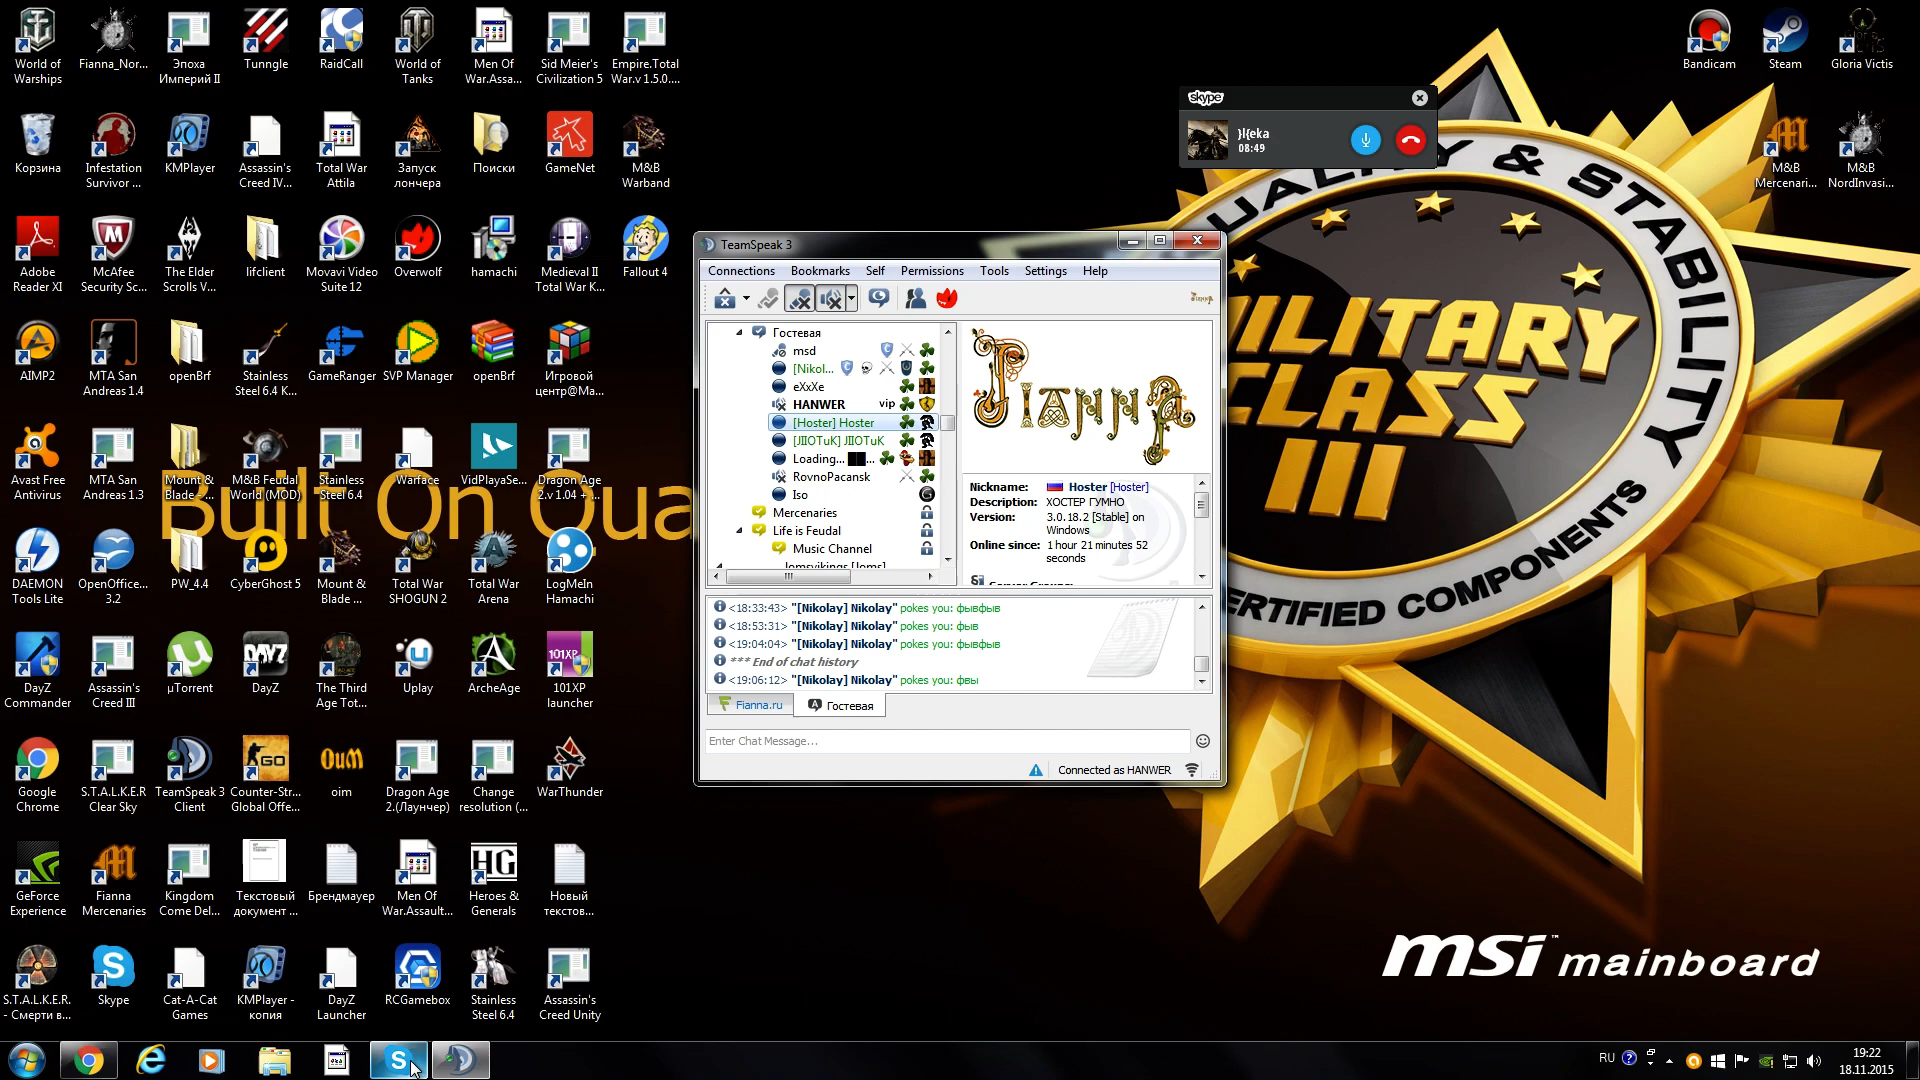 World of Warships
Fianna_Nor...
Эпоха Империй II
Tunngle
RaidCall
World of Tanks
Men Of War.Assa...
Sid Meier's Civilization 5
Empire.Total War.v 1.5.0....
Bandicam
Steam
Gloria Victis
Корзина
Infestation Survivor ...
KMPlayer
Assassin's Creed IV...
Total War Attila
Запуск лончера
Поиски
GameNet
M&B Warband
M&B Mercenari...
M&B NordInvasi...
Adobe Reader XI
McAfee Security Sc...
The Elder Scrolls V...
lifclient
Movavi Video Suite 12
Overwolf
hamachi
Medieval II Total War K...
Fallout 4
AIMP2
MTA San Andreas 1.4
openBrf
Stainless Steel 6.4 K...
GameRanger
SVP Manager
openBrf
Игровой центр@Ma...
Avast Free Antivirus
MTA San Andreas 1.3
Mount & Blade - ...
M&B Feudal World (MOD)
Stainless Steel 6.4
Warface
VidPlaySe...
Dragon Age 2.v 1.04 + ...
Built On Qua
DAEMON Tools Lite
OpenOffice... 3.2
PW_4.4
CyberGhost 5
Mount & Blade ...
Total War SHOGUN 2
Total War Arena
LogMeIn Hamachi
DayZ Commander
Assassin's Creed III
µTorrent
DAYZ
DayZ
The Third Age Tot...
Uplay
ArcheAge
101XP
101XP launcher
Google Chrome
S.T.A.L.K.E.R Clear Sky
TeamSpeak 3 Client
GO
Counter-Str... Global Offe...
OuM
oim
Dragon Age 2.(Лаунчер)
Change resolution (...
WarThunder
GeForce Experience
Fianna Mercenaries
Kingdom Come Del...
Текстовый документ ...
Брендмауер
Men Of War.Assault...
HG
Heroes & Generals
Новый текстов...
S.T.A.L.K.E.R. - Смерти в...
Skype
Cat-A-Cat Games
KMPlayer - копия
DayZ Launcher
RCGamebox
Stainless Steel 6.4
Assassin's Creed Unity
skype
}l{eka
08:49
TeamSpeak 3
Connections Bookmarks Self Permissions Tools Settings Help
Гостевая
msd
[Nikol...
eXxXe
HANWER vip
[Hoster] Hoster
[JIIOTuK] JIIOTuK
Loading...
RovnoPacansk
Iso
Mercenaries
Life is Feudal
Music Channel
Jomsvikings [Joms]
Fianna
Nickname: Hoster [Hoster]
Description: ХОСТЕР ГУМНО
Version: 3.0.18.2 [Stable] on Windows
Online since: 1 hour 21 minutes 52 seconds
<18:33:43> "[Nikolay] Nikolay" pokes you: фывфыв
<18:53:31> "[Nikolay] Nikolay" pokes you: фыв
<19:04:04> "[Nikolay] Nikolay" pokes you: фывфыв
*** End of chat history
<19:06:12> "[Nikolay] Nikolay" pokes you: фвы
Fianna.ru
Гостевая
Enter Chat Message...
Connected as HANWER
& STABILITY
MILITARY
CLASS
III
ERTIFIED COMPONENTS
msi™ mainboard
RU
19:22
18.11.2015